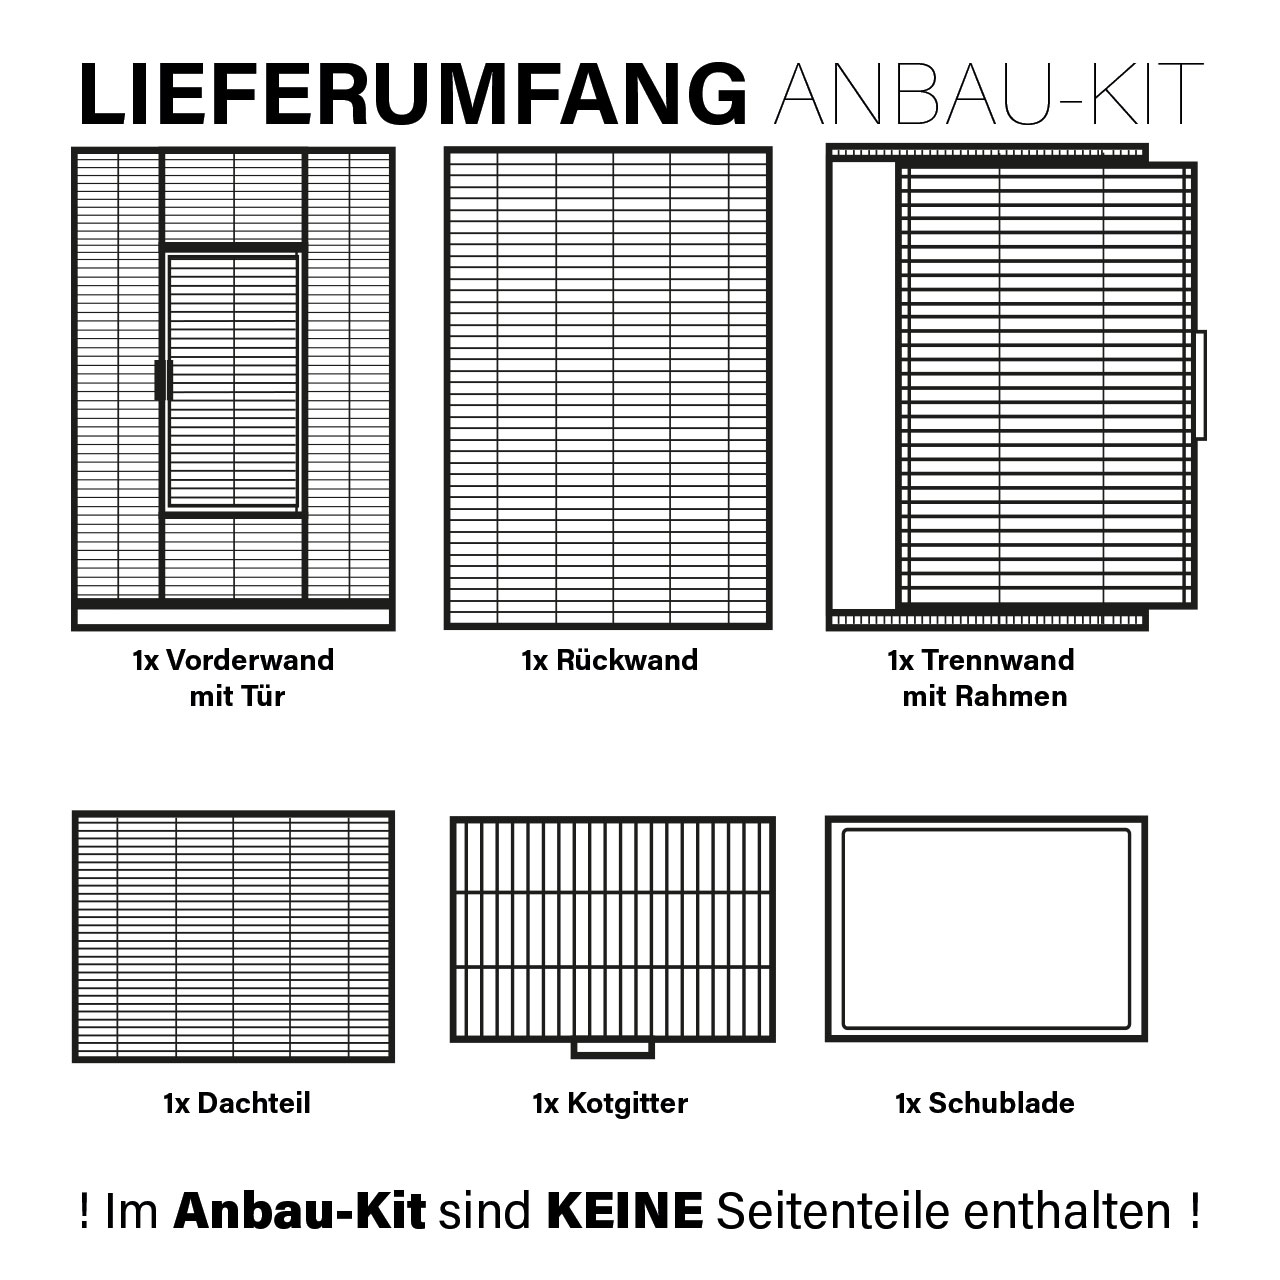 LIEFERUMFANG ANBAU-KIT
1x Vorderwand
mit Tür
1x Rückwand
1x Trennwand
mit Rahmen
1x Dachteil
1x Kotgitter
1x Schublade
! Im Anbau-Kit sind KEINE Seitenteile enthalten !